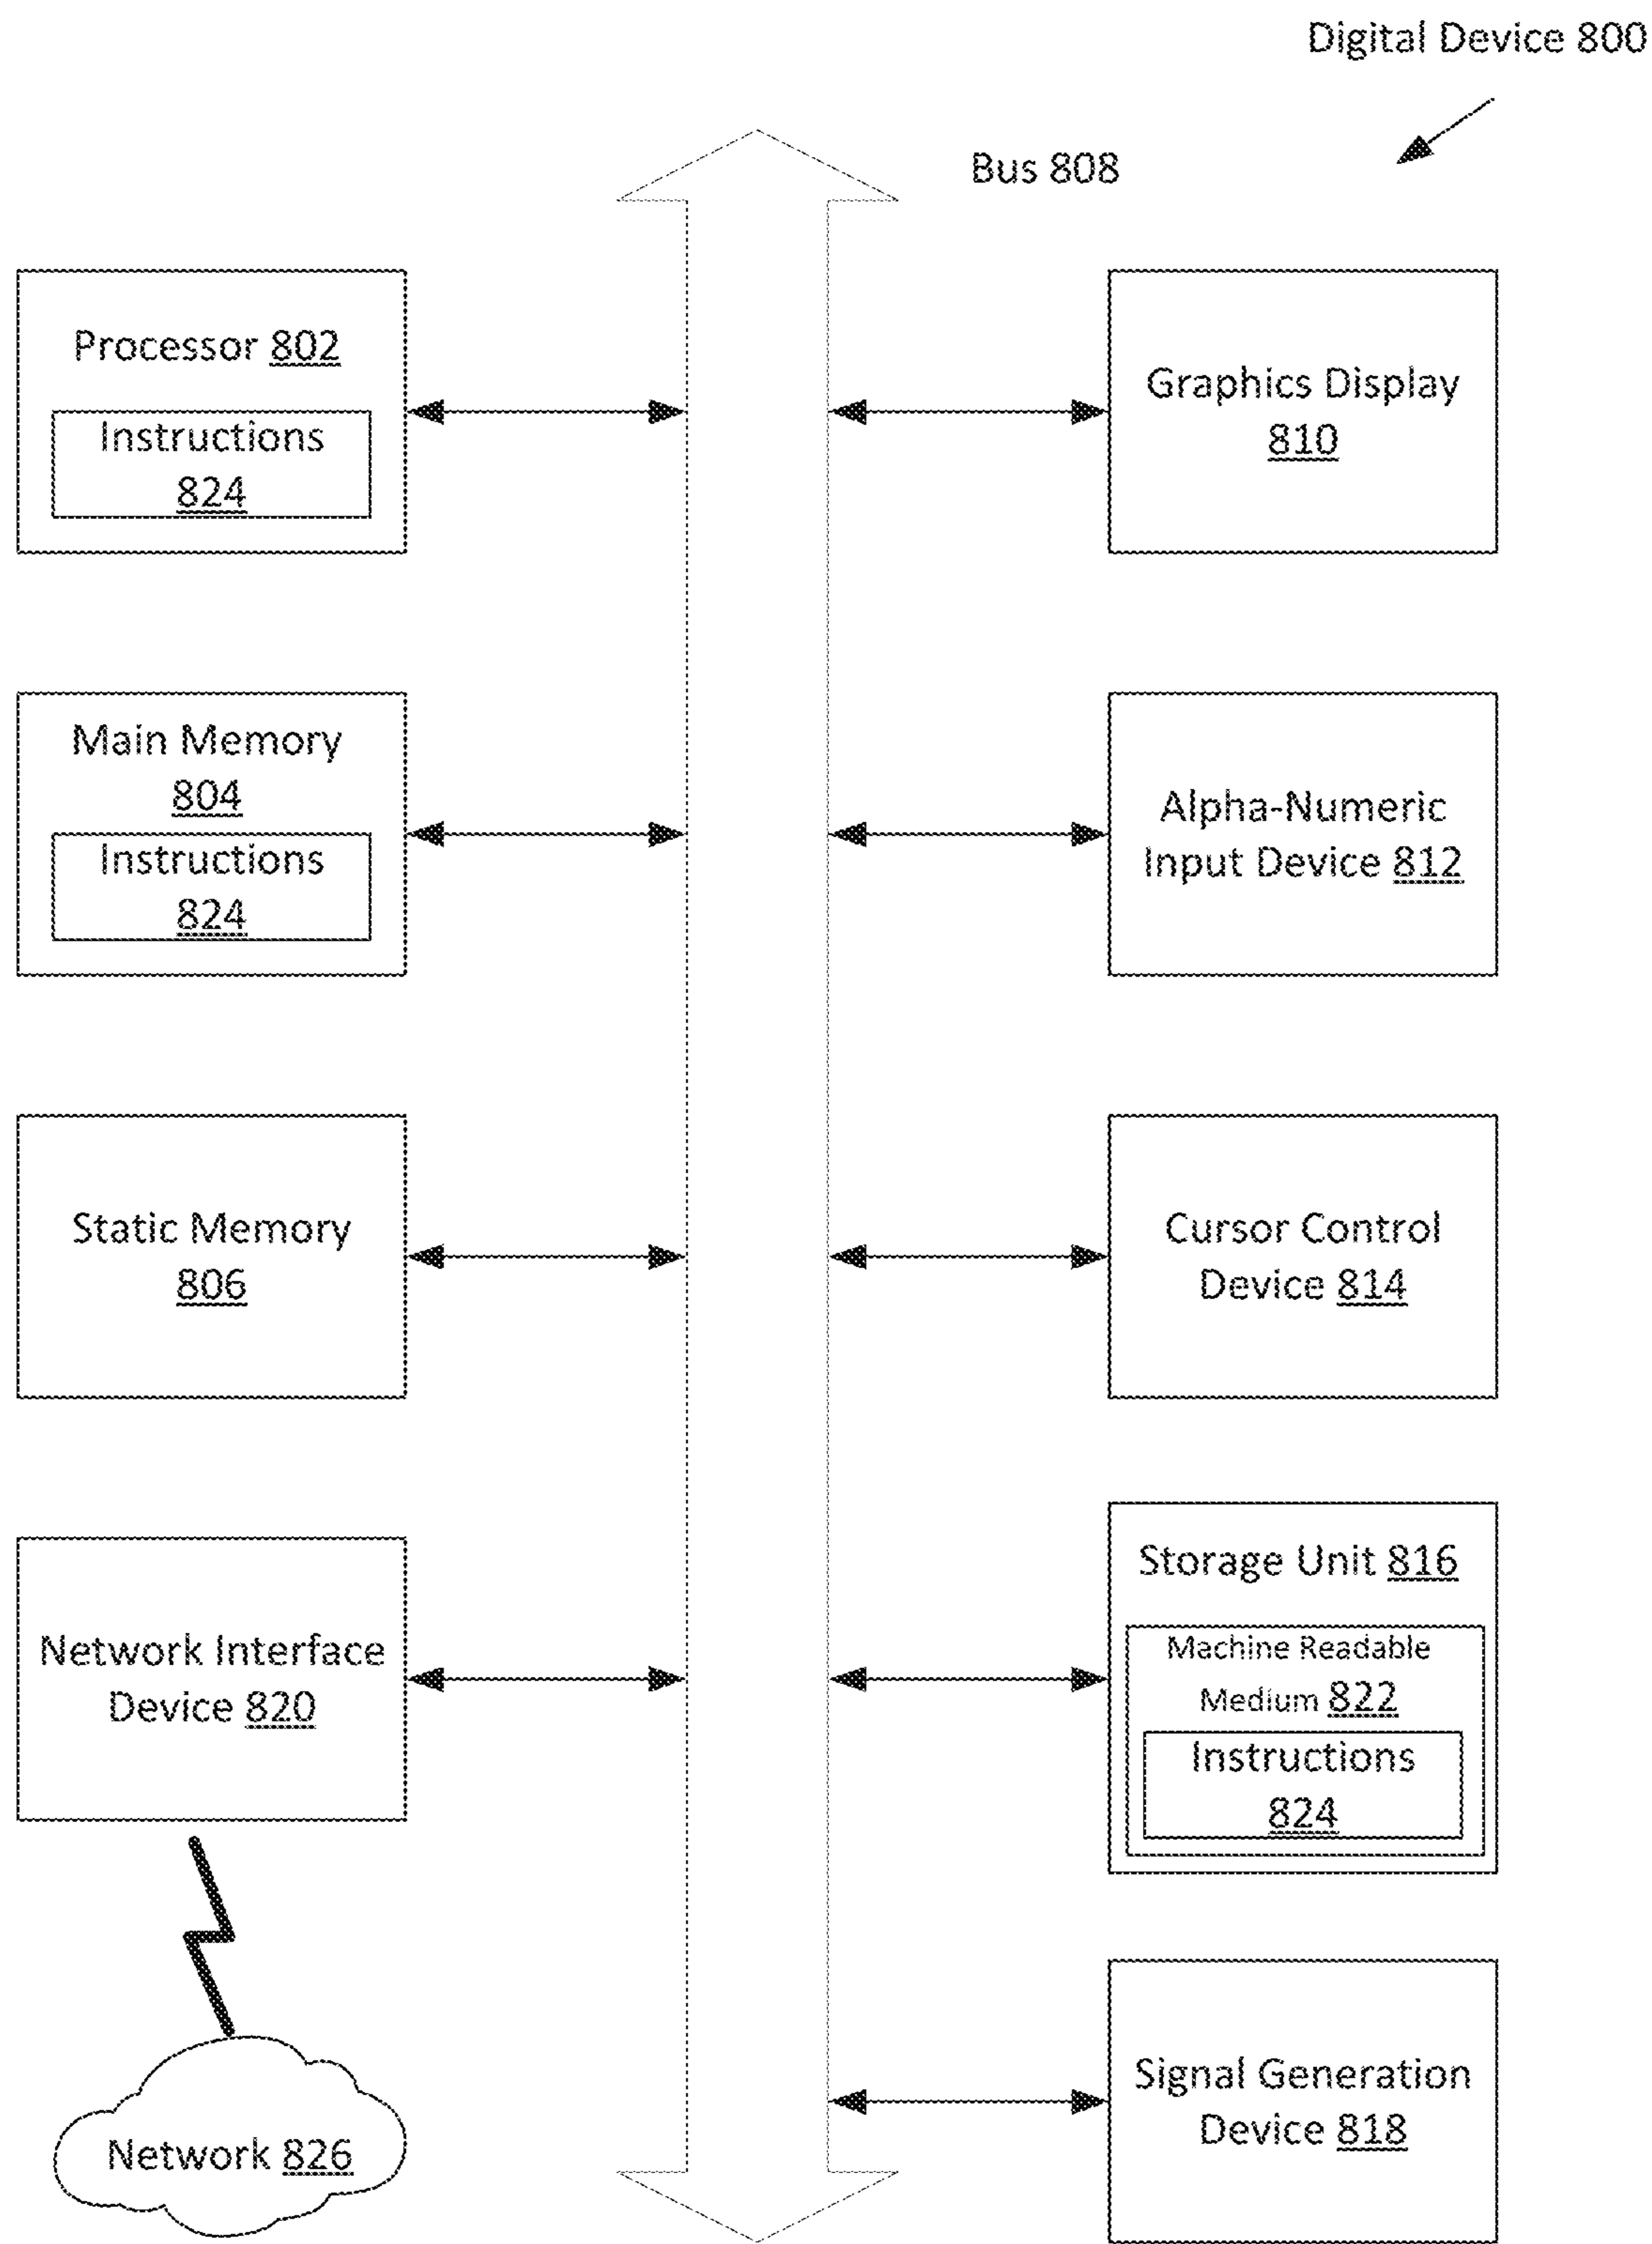 Digital Device 800
Bus 808
Processor 802
Instructions
824
Graphics Display
810
Main Memory
804
Instructions
824
Alpha-Numeric
Input Device 812
Static Memory
806
Cursor Control
Device 814
Network Interface
Device 820
Storage Unit 816
Machine Readable
Medium 822
Instructions
824
Network 826
Signal Generation
Device 818